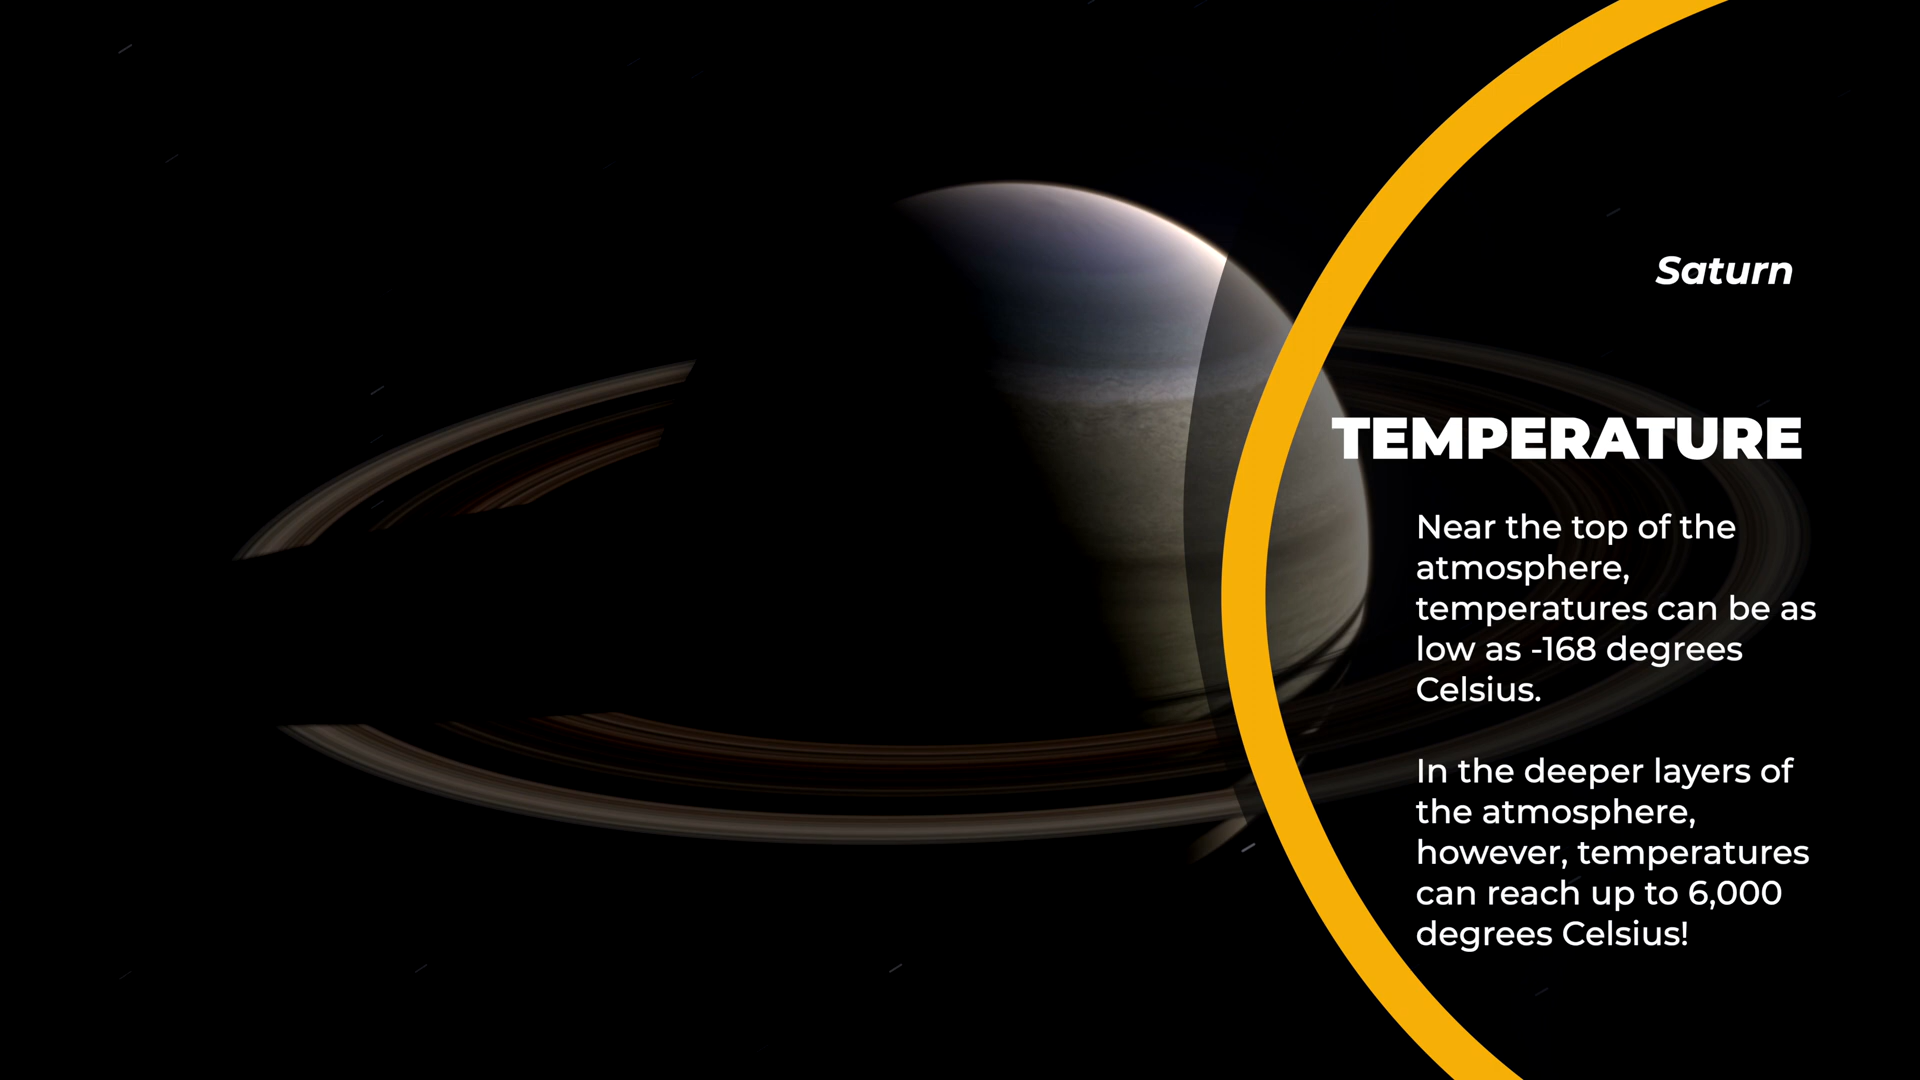 Saturn
TEMPERATURE
Near the top of the
atmosphere,
temperatures can be as
low as -168 degrees
Celsius.
In the deeper layers of
the atmosphere,
however, temperatures
can reach up to 6,000
degrees Celsius!